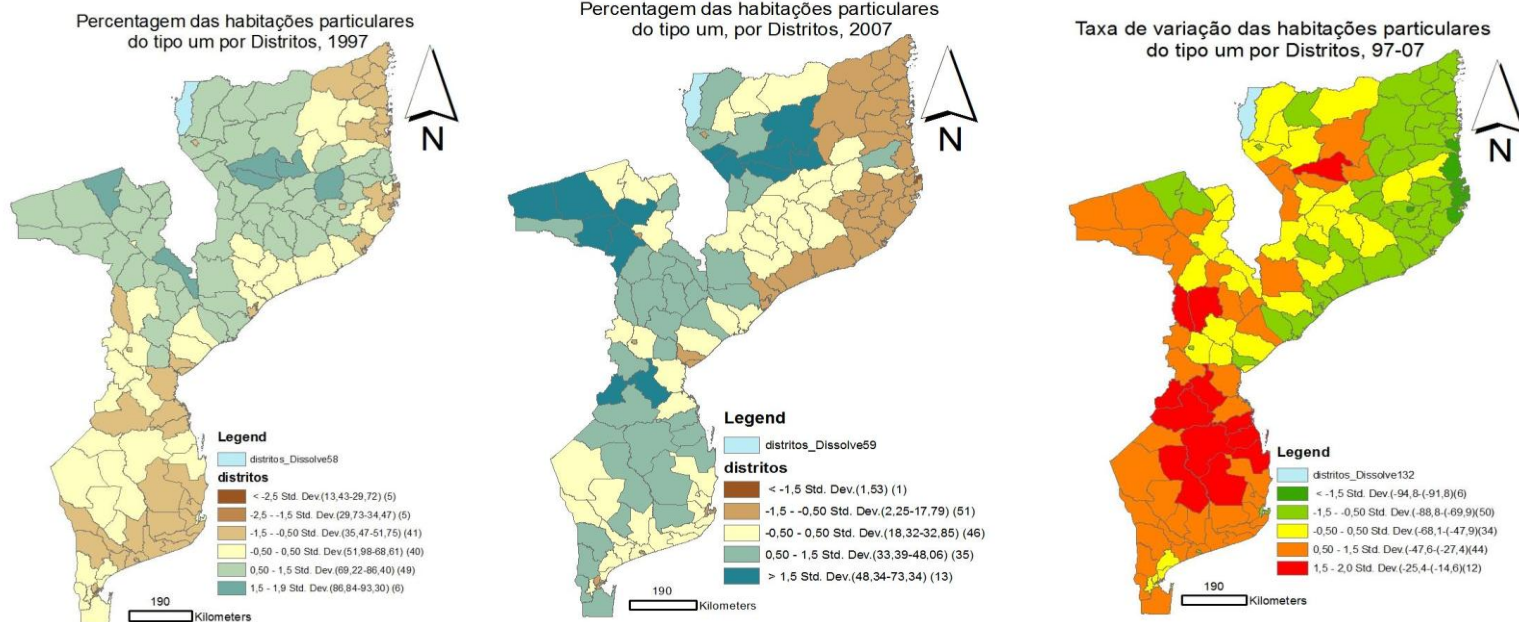 Percentagem das habitações particulares
do tipo um por Distritos, 1997
N
Legend
distritos_Dissolve58
distritos
< -2,5 Std. Dev.(13,43-29,72) (5)
-2,5 - -1,5 Std. Dev.(29,73-34,47) (5)
-1,5 - -0,50 Std. Dev.(35,47-51,75) (41)
-0,50 - 0,50 Std. Dev.(51,98-68,61) (40)
0,50 - 1,5 Std. Dev.(69,22-86,40) (49)
1,5 - 1,9 Std. Dev.(86,84-93,30) (6)
190
Kilometers
Percentagem das habitações particulares
do tipo um, por Distritos, 2007
N
Legend
distritos_Dissolve59
distritos
< -1,5 Std. Dev.(1,53) (1)
-1,5 - -0,50 Std. Dev.(2,25-17,79) (51)
-0,50 - 0,50 Std. Dev.(18,32-32,85) (46)
0,50 - 1,5 Std. Dev.(33,39-48,06) (35)
> 1,5 Std. Dev.(48,34-73,34) (13)
190
Kilometers
Taxa de variação das habitações particulares
do tipo um por Distritos, 97-07
N
Legend
distritos_Dissolve132
< -1,5 Std. Dev.(-94,8-(-91,8)(6)
-1,5 - -0,50 Std. Dev.(-88,8-(-69,9)(50)
-0,50 - 0,50 Std. Dev.(-68,1-(-47,9)(34)
0,50 - 1,5 Std. Dev.(-47,6-(-27,4)(44)
1,5 - 2,0 Std. Dev.(-25,4-(-14,6)(12)
190
Kilometers